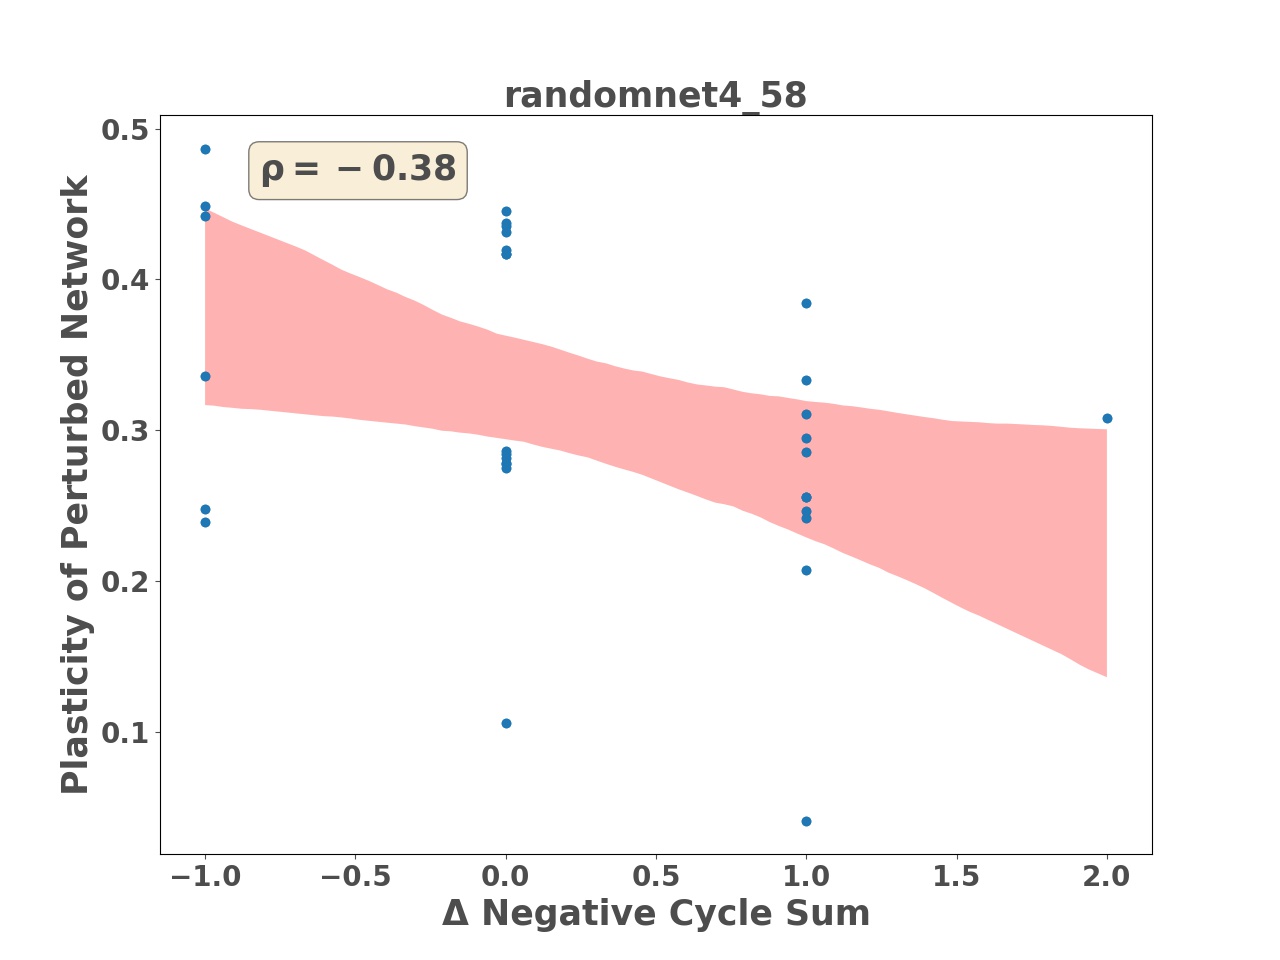 randomnet4_58
ρ = − 0.38
Plasticity of Perturbed Network
0.5
0.4
0.3
0.2
0.1
−1.0 −0.5 0.0 0.5 1.0 1.5 2.0
Δ Negative Cycle Sum